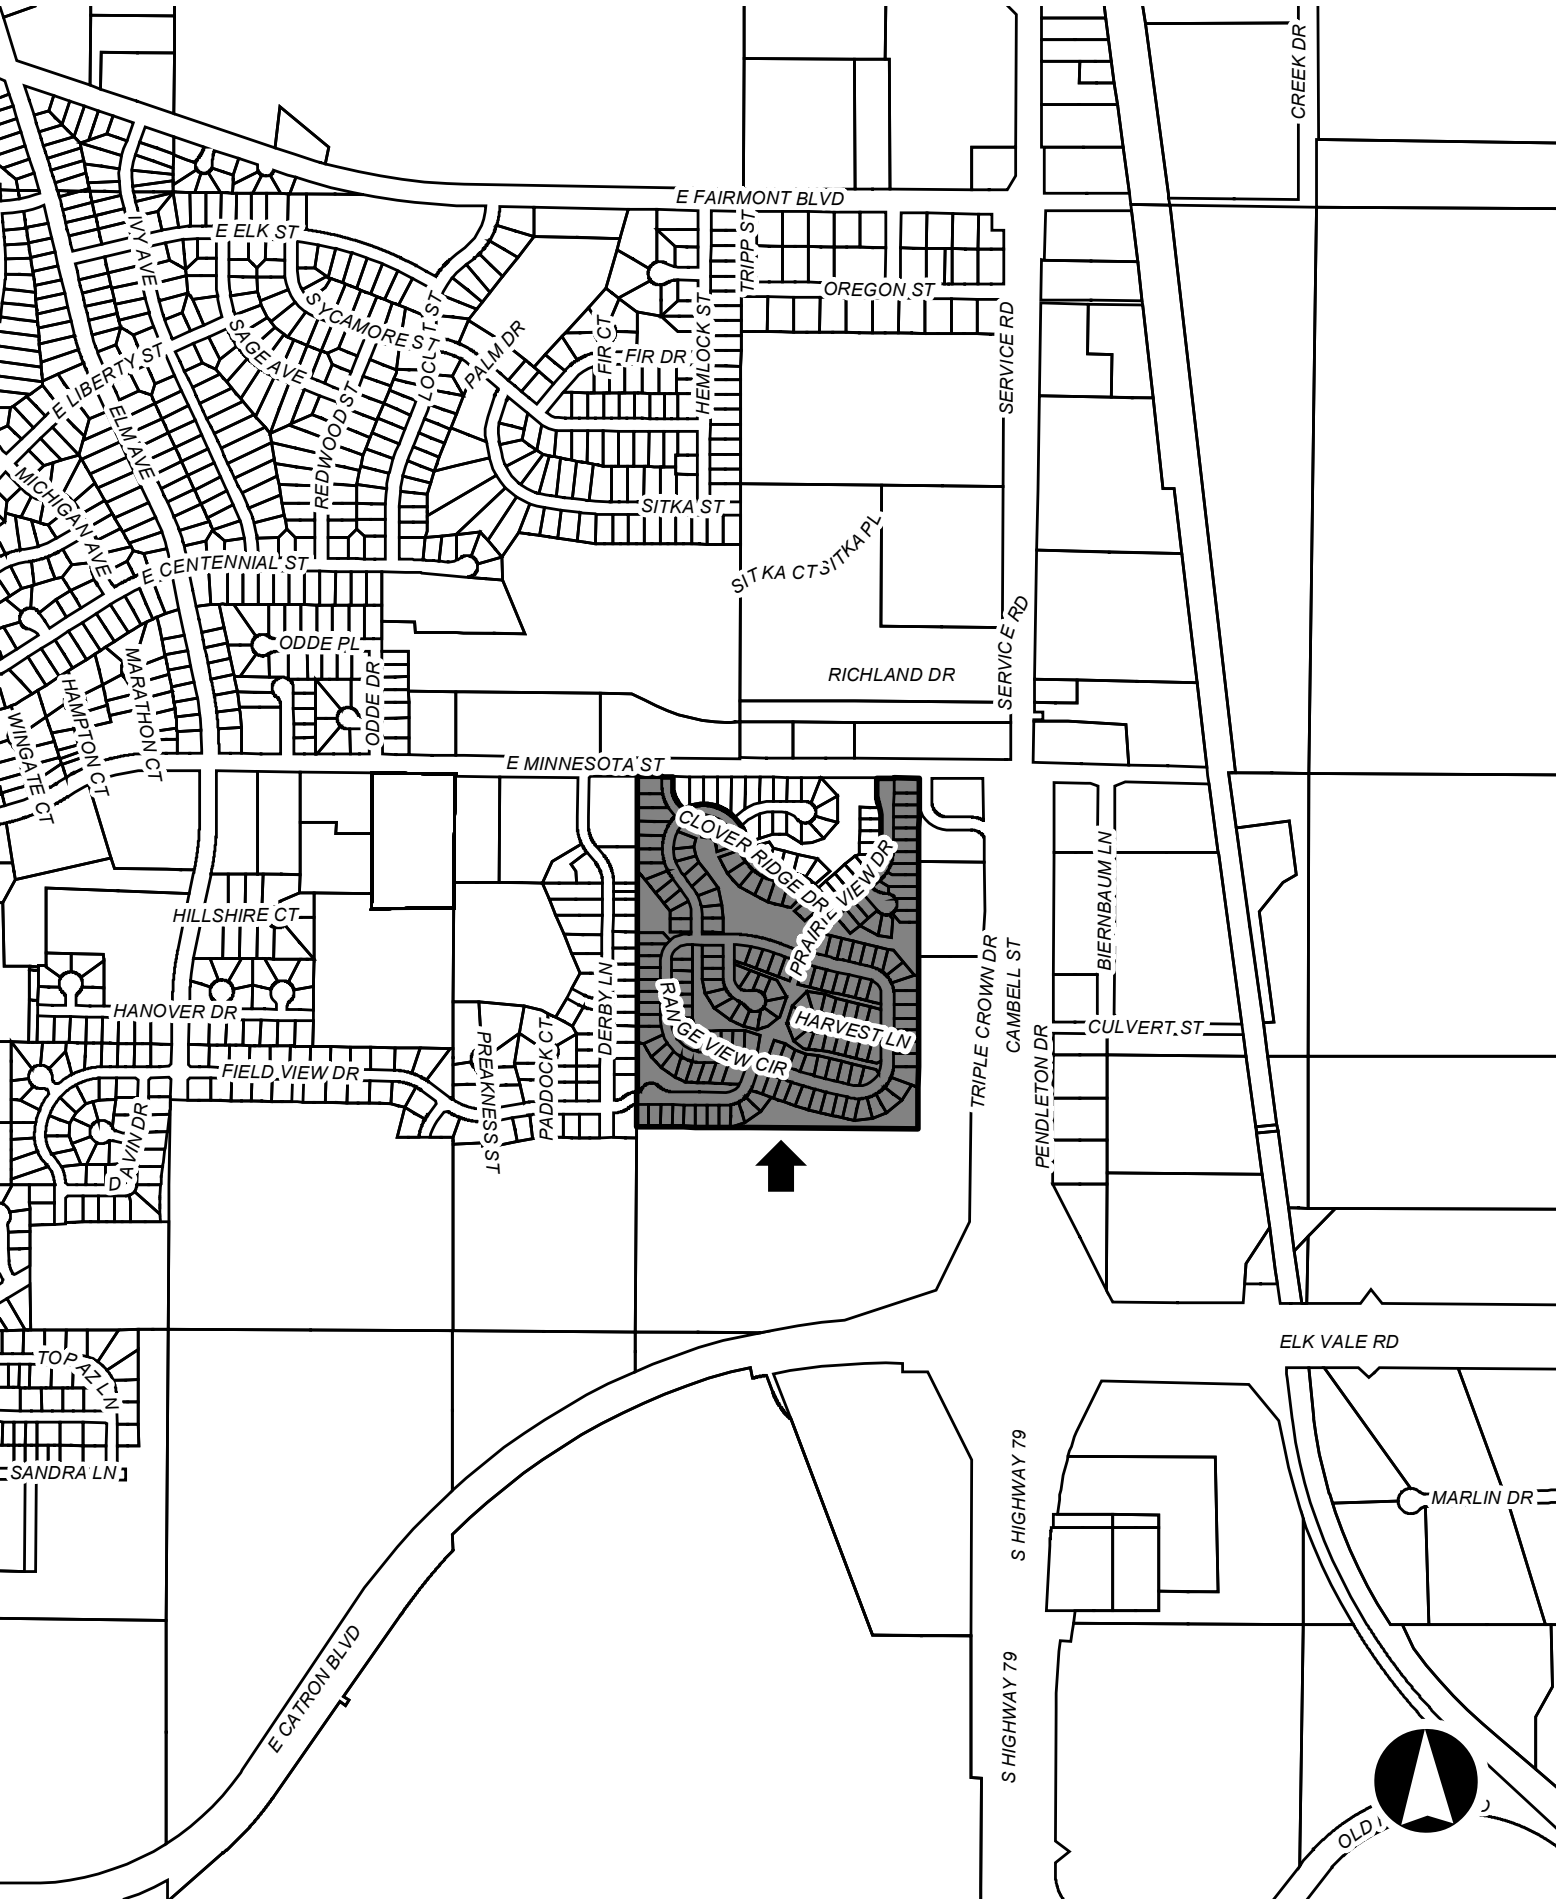 CREEK DR
E FAIRMONT BLVD
IVY AVE
E ELK ST
TRIPP ST
OREGON ST
SYCAMORE ST
LOCUST ST
SAGE AVE
PALM DR
FIR CT
FIR DR
HEMLOCK ST
SERVICE RD
E LIBERTY ST
ELM AVE
REDWOOD ST
MICHIGAN AVE
SITKA ST
SITKA PL
SITKA CT
E CENTENNIAL ST
SERVICE RD
ODDE PL
ODDE DR
RICHLAND DR
MARATHON CT
HAMPTON CT
WINGATE CT
E MINNESOTA ST
CLOVER RIDGE DR
PRAIRIE VIEW DR
BIERNBAUM LN
HILLSHIRE CT
DERBY LN
TRIPLE CROWN DR
CAMBELL ST
RANGE VIEW CIR
HARVEST LN
HANOVER DR
CULVERT ST
PENDLETON DR
FIELD VIEW DR
PREAKNESS ST
PADDOCK CT
DAVIN DR
ELK VALE RD
TOPAZ LN
SANDRA LN
S HIGHWAY 79
MARLIN DR
E CATRON BLVD
S HIGHWAY 79
OLD